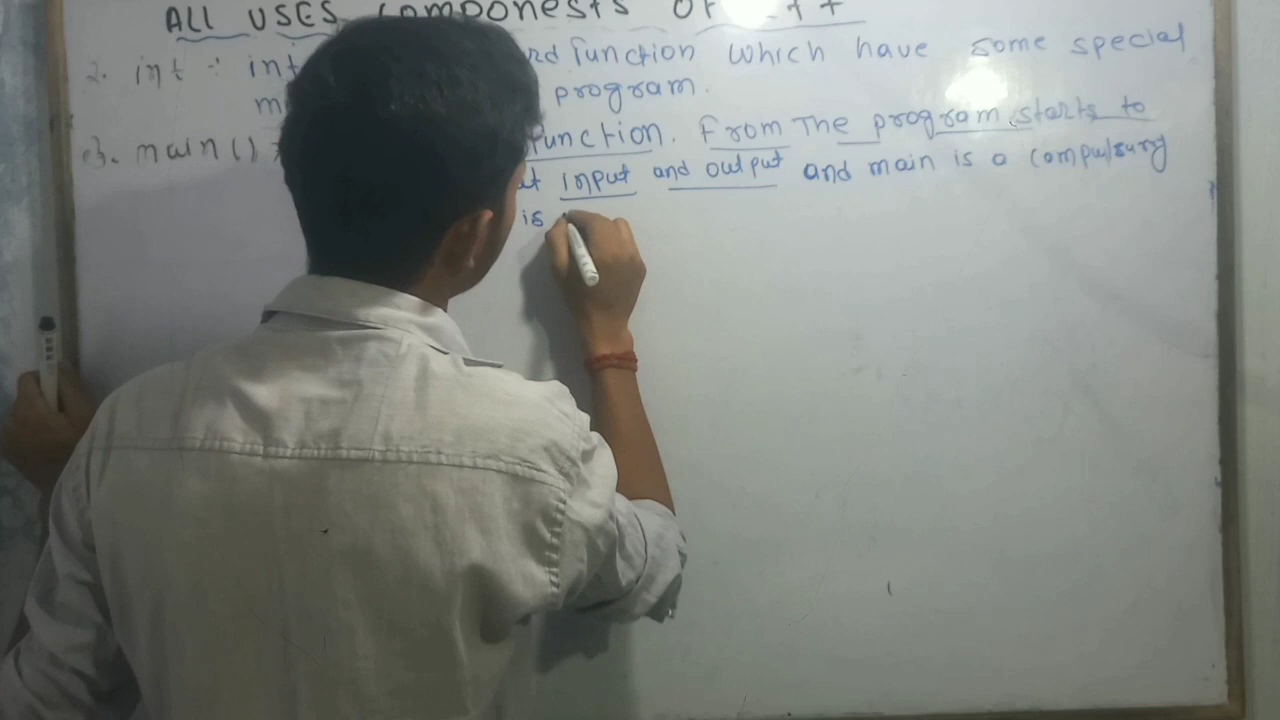 ALL USES Componests OF C++
2. int : int rd function which have some special
program.
3. main() function. From The program starts to
input and output and main is a compulsury
is